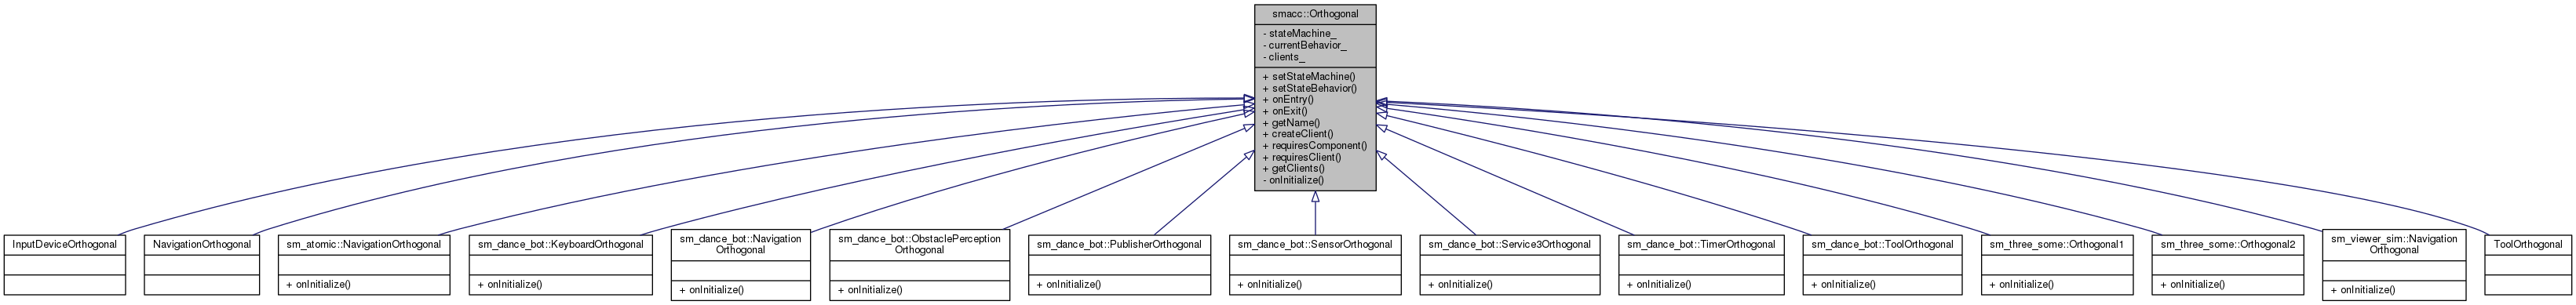 smacc::Orthogonal
- stateMachine_
- currentBehavior_
- clients_
+ setStateMachine()
+ setStateBehavior()
+ onEntry()
+ onExit()
+ getName()
+ createClient()
+ requiresComponent()
+ requiresClient()
+ getClients()
- onInitialize()
InputDeviceOrthogonal
NavigationOrthogonal
sm_atomic::NavigationOrthogonal
+ onInitialize()
sm_dance_bot::KeyboardOrthogonal
+ onInitialize()
sm_dance_bot::Navigation
Orthogonal
+ onInitialize()
sm_dance_bot::ObstaclePerception
Orthogonal
+ onInitialize()
sm_dance_bot::PublisherOrthogonal
+ onInitialize()
sm_dance_bot::SensorOrthogonal
+ onInitialize()
sm_dance_bot::Service3Orthogonal
+ onInitialize()
sm_dance_bot::TimerOrthogonal
+ onInitialize()
sm_dance_bot::ToolOrthogonal
+ onInitialize()
sm_three_some::Orthogonal1
+ onInitialize()
sm_three_some::Orthogonal2
+ onInitialize()
sm_viewer_sim::Navigation
Orthogonal
+ onInitialize()
ToolOrthogonal